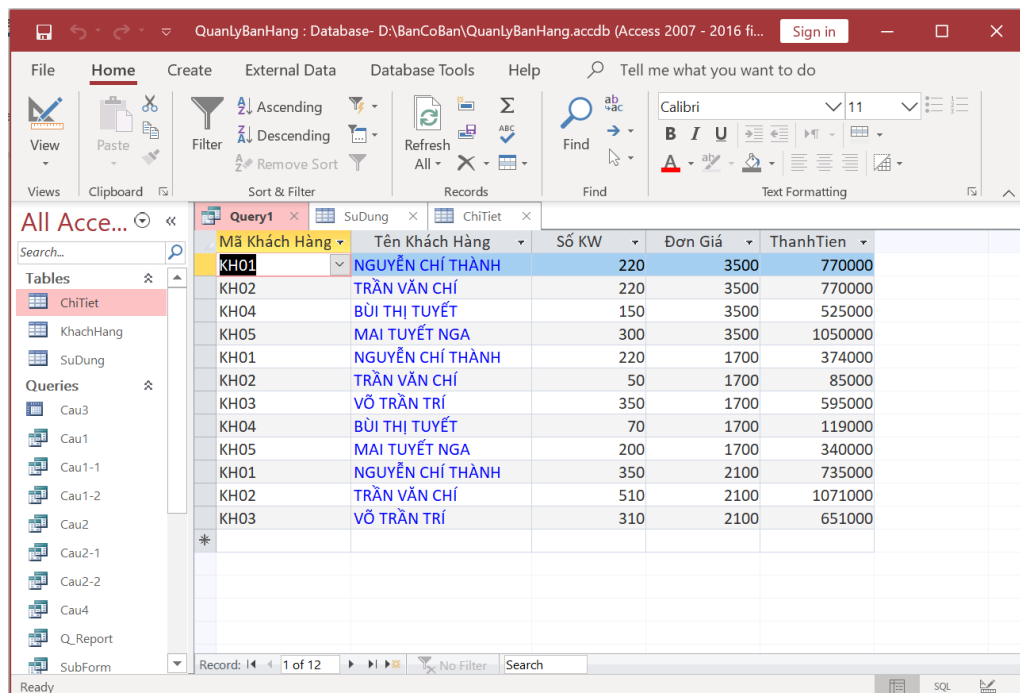 QuanLyBanHang : Database- D:\BanCoBan\QuanLyBanHang.accdb (Access 2007 - 2016 fi... Sign in
File Home Create External Data Database Tools Help Tell me what you want to do
View Paste Filter Ascending Descending Remove Sort Refresh All Find Calibri 11
B I U A
Views Clipboard Sort & Filter Records Find Text Formatting
All Acce... «
Search...
Tables
ChiTiet
KhachHang
SuDung
Queries
Cau3
Cau1
Cau1-1
Cau1-2
Cau2
Cau2-1
Cau2-2
Cau4
Q_Report
SubForm
Query1 SuDung ChiTiet
Mã Khách Hàng Tên Khách Hàng Số KW Đơn Giá ThanhTien
KH01 NGUYỄN CHÍ THÀNH 220 3500 770000
KH02 TRẦN VĂN CHÍ 220 3500 770000
KH04 BÙI THỊ TUYẾT 150 3500 525000
KH05 MAI TUYẾT NGA 300 3500 1050000
KH01 NGUYỄN CHÍ THÀNH 220 1700 374000
KH02 TRẦN VĂN CHÍ 50 1700 85000
KH03 VÕ TRẦN TRÍ 350 1700 595000
KH04 BÙI THỊ TUYẾT 70 1700 119000
KH05 MAI TUYẾT NGA 200 1700 340000
KH01 NGUYỄN CHÍ THÀNH 350 2100 735000
KH02 TRẦN VĂN CHÍ 510 2100 1071000
KH03 VÕ TRẦN TRÍ 310 2100 651000
Record: 1 of 12 No Filter Search
Ready SQL